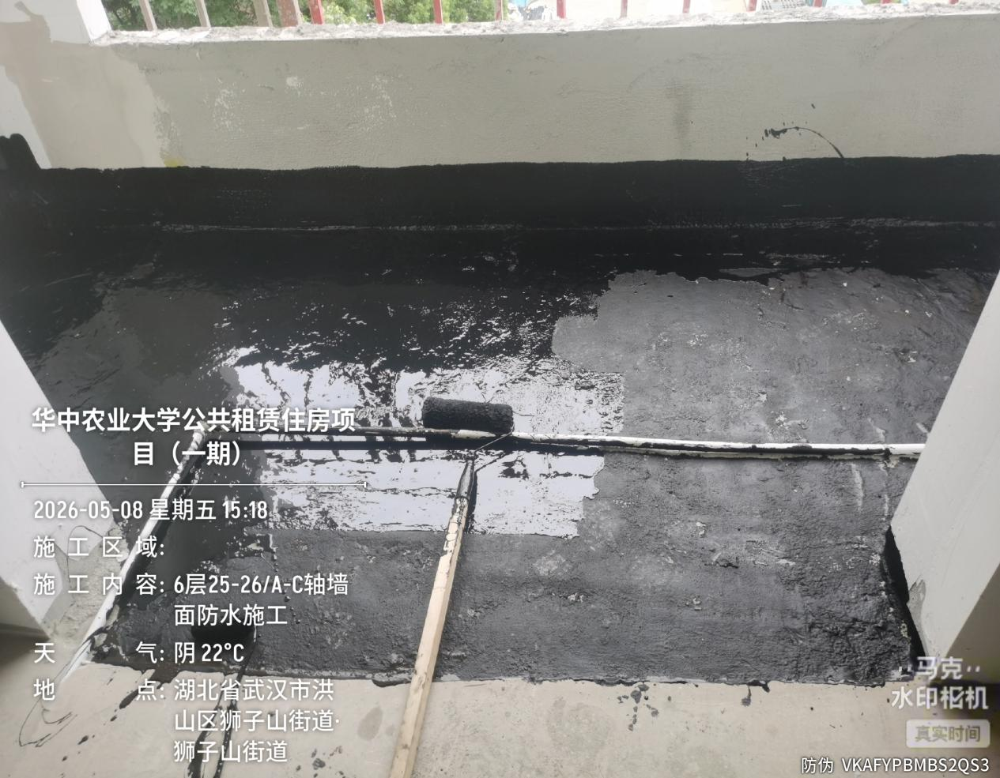 华中农业大学公共租赁住房项
目（一期）
2026-05-08 星期五 15:18
施工区域:
施工内容: 6层25-26/A-C轴墙
面防水施工
天气: 阴 22°C
地点: 湖北省武汉市洪
山区狮子山街道·
狮子山街道
马克
水印相机
真实时间
防伪 VKAFYPBMBS2QS3